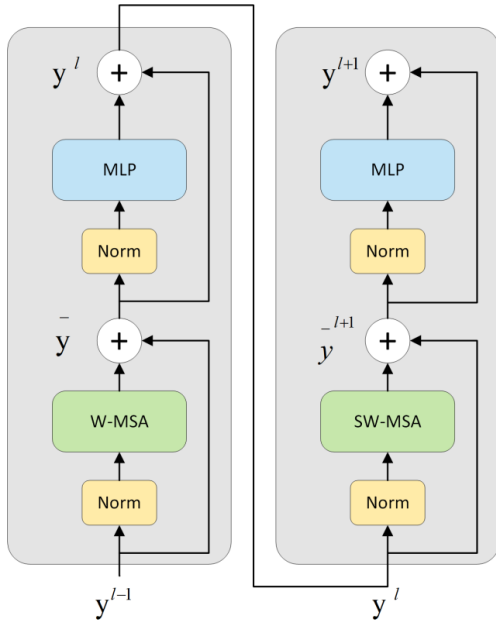 y^l
MLP
Norm
ȳ
W-MSA
Norm
y^{l-1}
y^{l+1}
MLP
Norm
ȳ^{l+1}
SW-MSA
Norm
y^l